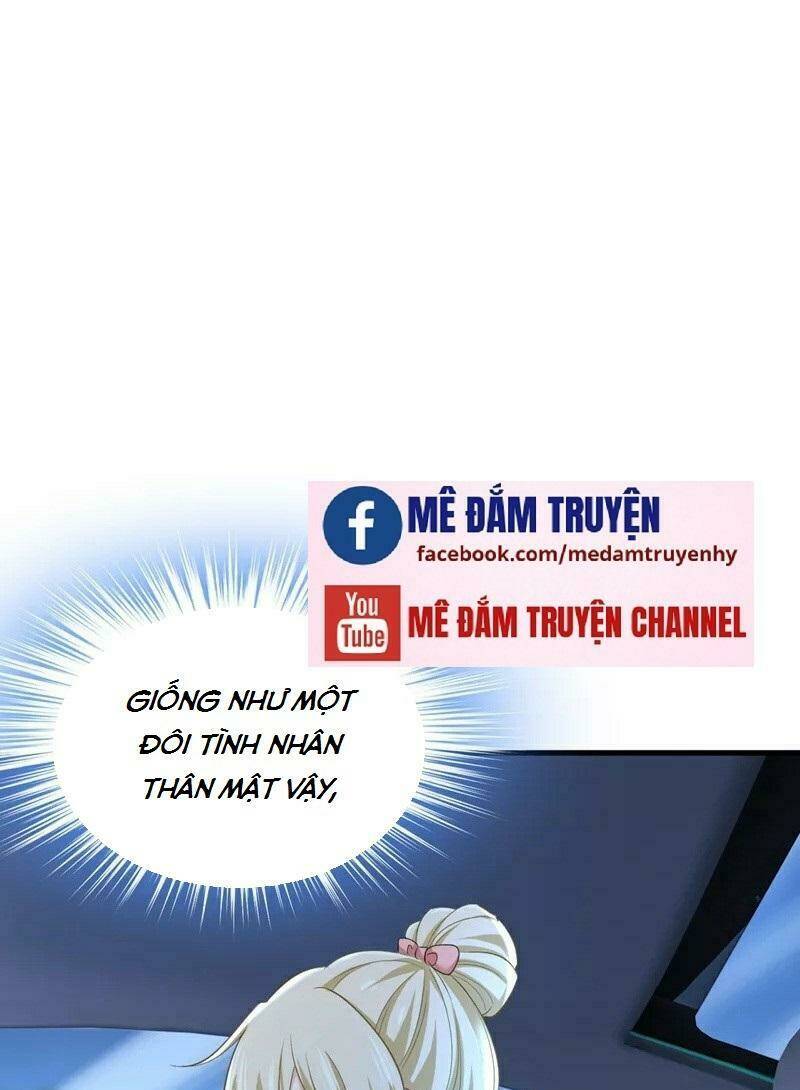 MÊ ĐẮM TRUYỆN
facebook.com/medamtruyenhy
You
Tube
MÊ ĐẮM TRUYỆN CHANNEL
GIỐNG NHƯ MỘT
ĐÔI TÌNH NHÂN
THÂN MẬT VẬY,